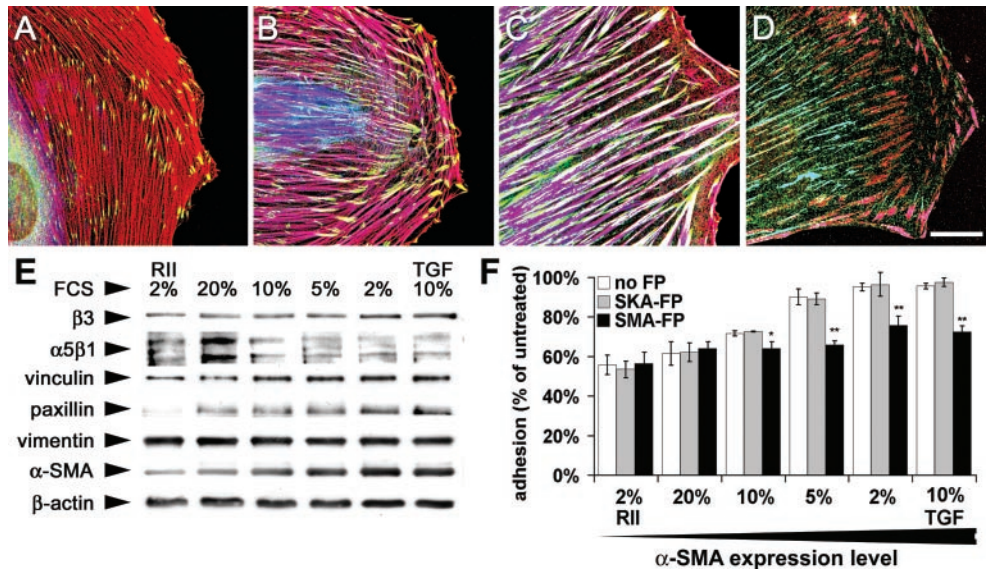 A
B
C
D
E
RII TGF
FCS 2% 20% 10% 5% 2% 10%
β3
α5β1
vinculin
paxillin
vimentin
α-SMA
β-actin
F
adhesion (% of untreated)
100%
80%
60%
40%
20%
0%
no FP
SKA-FP
SMA-FP
* ** ** **
2% 20% 10% 5% 2% 10%
RII TGF
α-SMA expression level